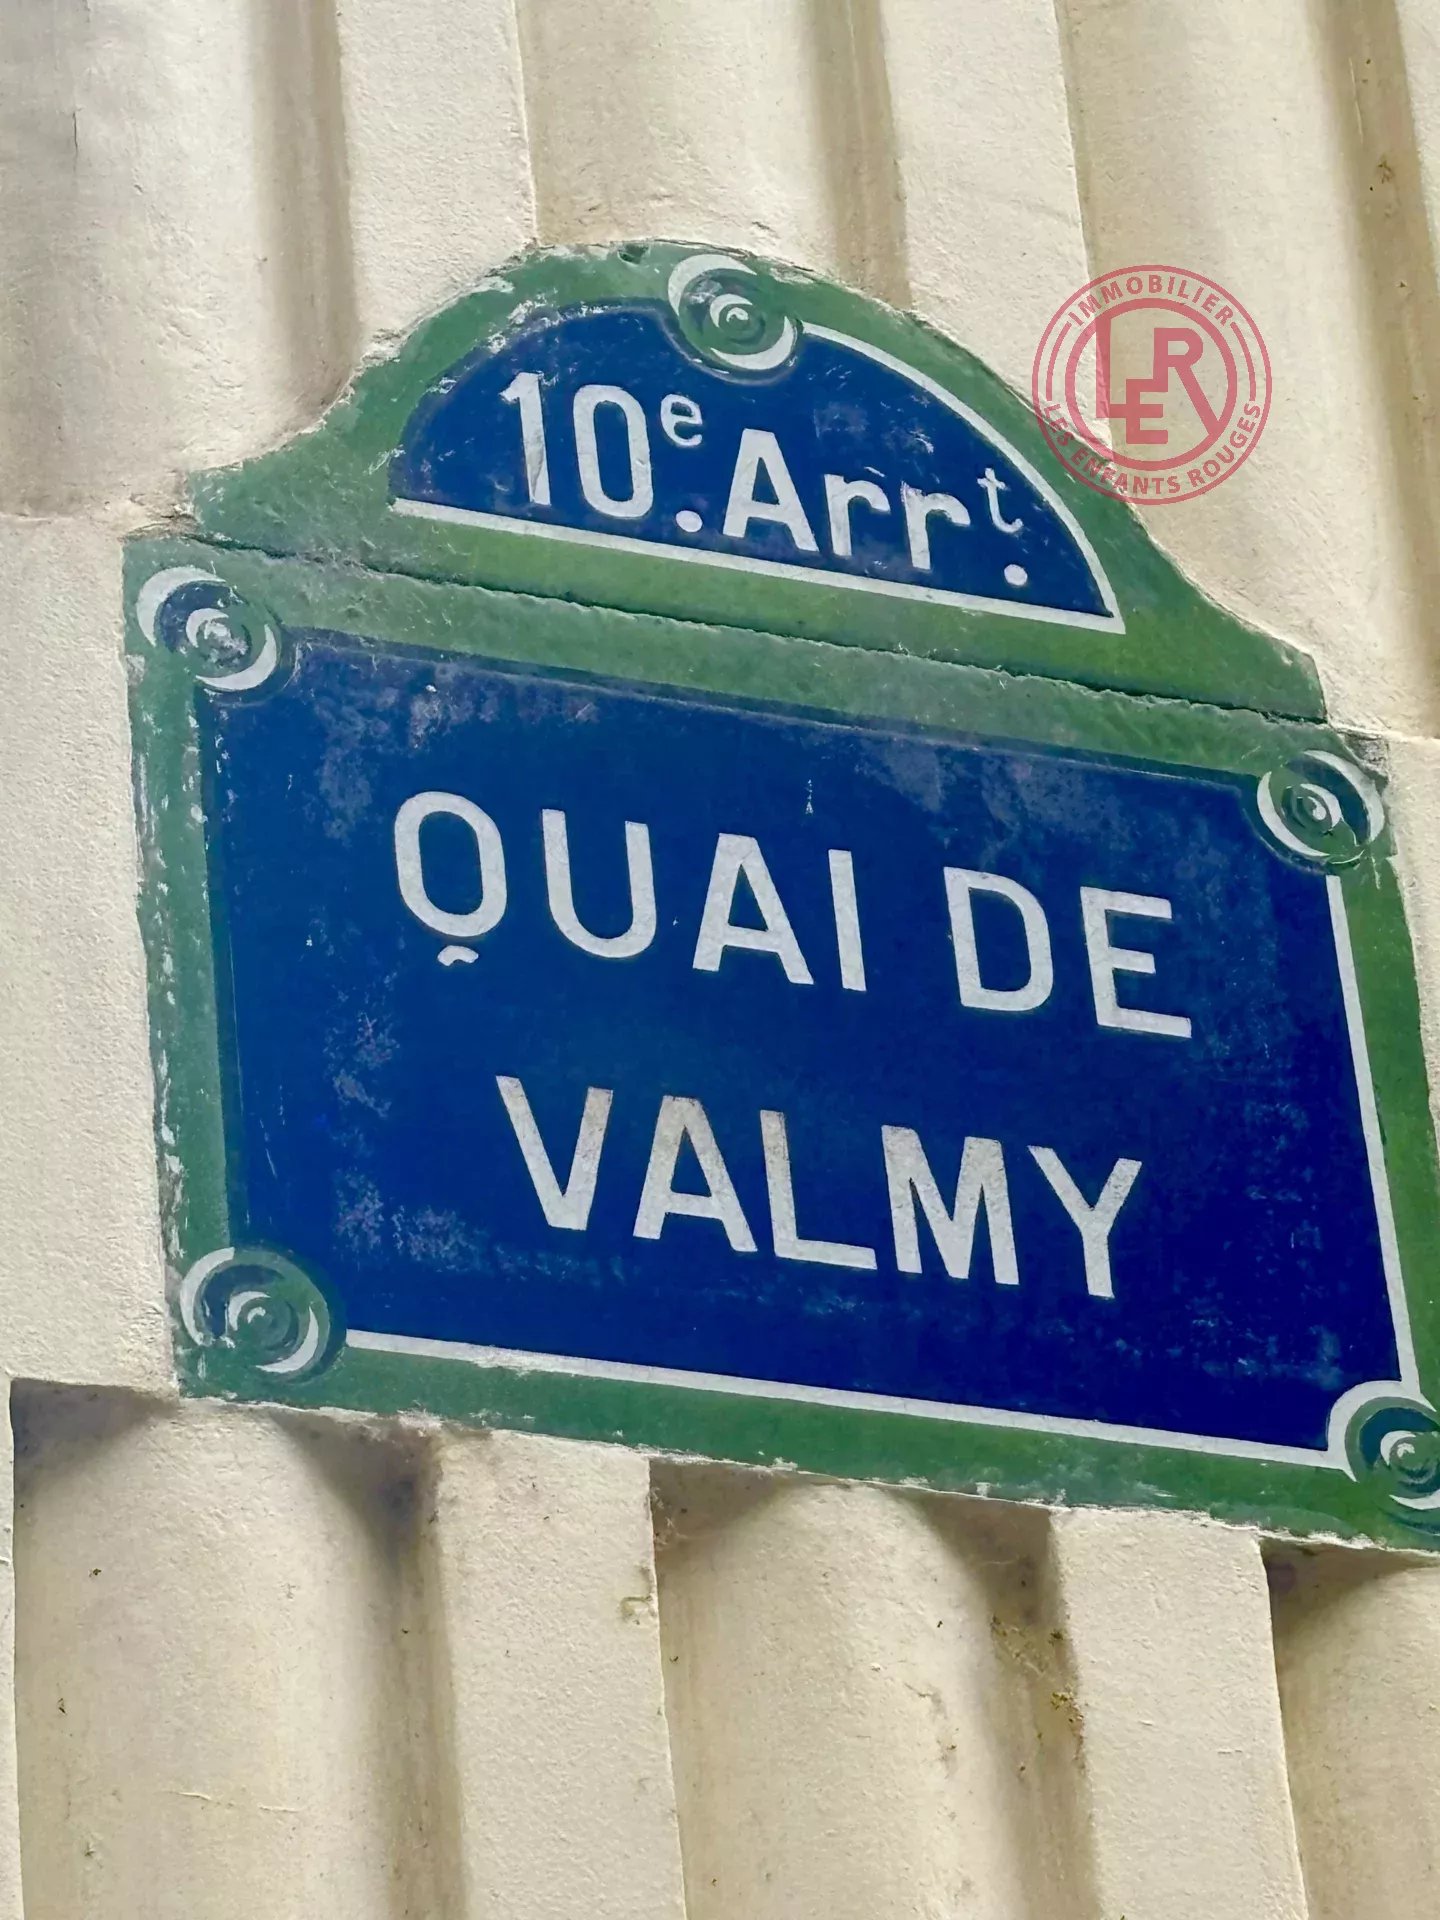 10e. Arrt.
QUAI DE
VALMY
IMMOBILIER
LER
LES ENFANTS ROUGES